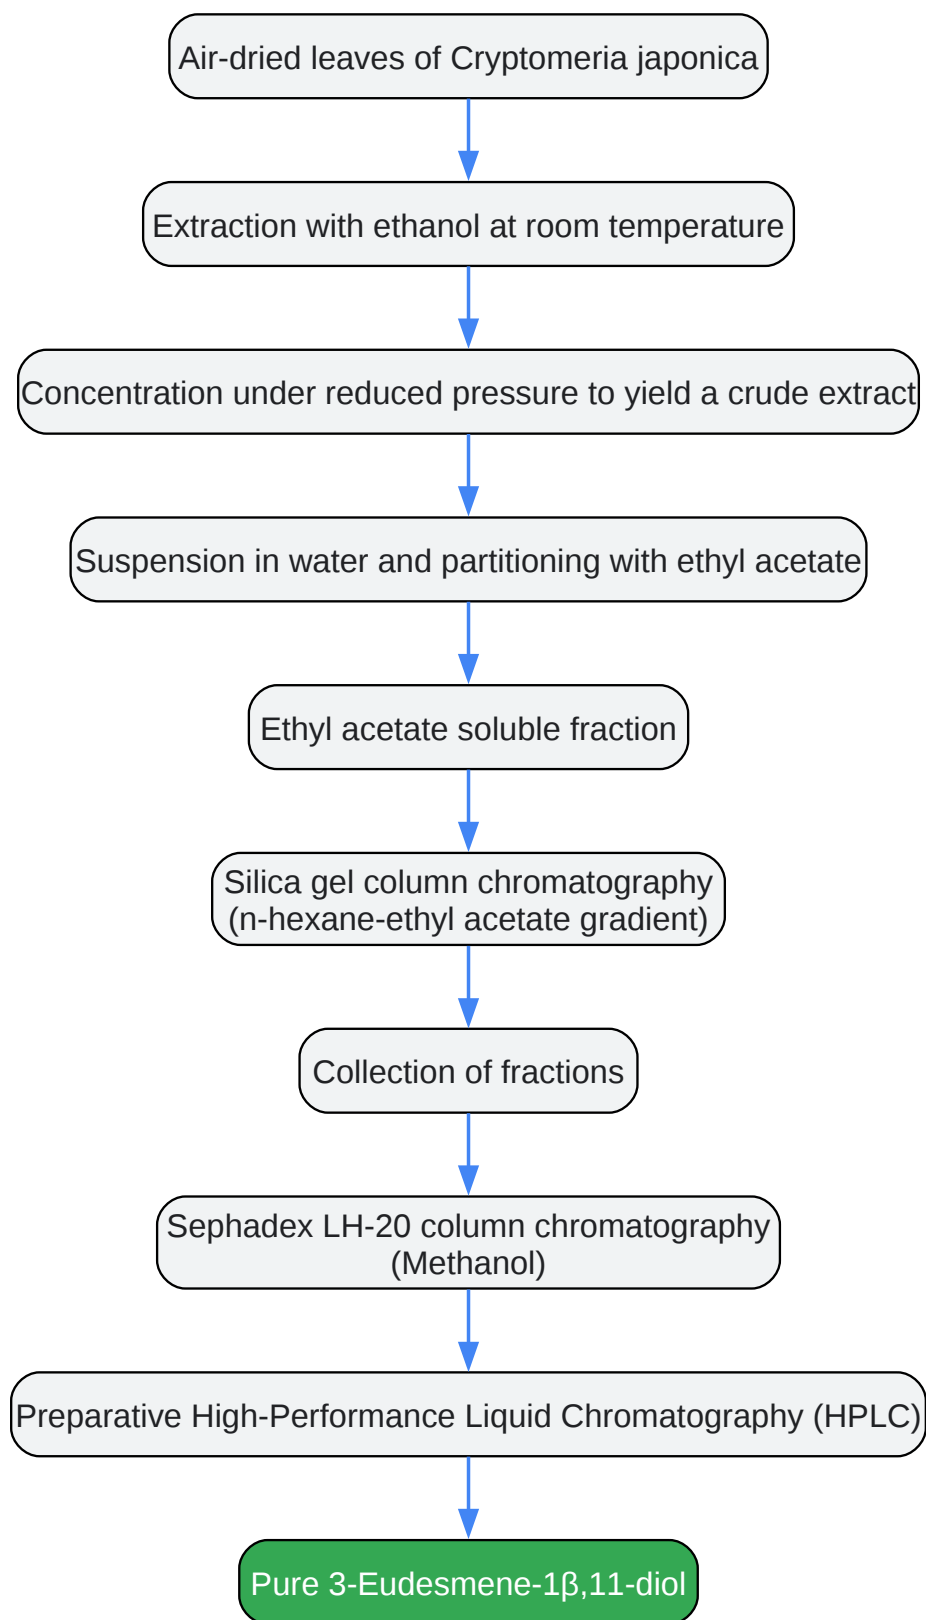 Air-dried leaves of Cryptomeria japonica
Extraction with ethanol at room temperature
Concentration under reduced pressure to yield a crude extract
Suspension in water and partitioning with ethyl acetate
Ethyl acetate soluble fraction
Silica gel column chromatography
(n-hexane-ethyl acetate gradient)
Collection of fractions
Sephadex LH-20 column chromatography
(Methanol)
Preparative High-Performance Liquid Chromatography (HPLC)
Pure 3-Eudesmene-1β,11-diol